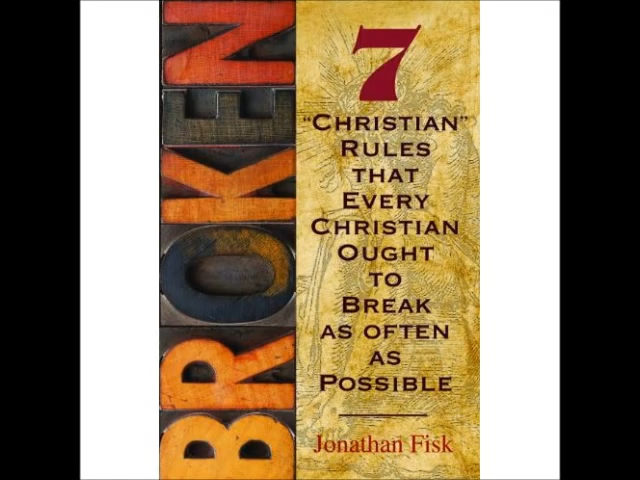 BROKEN
7
"CHRISTIAN"
RULES
THAT
EVERY
CHRISTIAN
OUGHT
TO
BREAK
AS OFTEN
AS
POSSIBLE
Jonathan Fisk